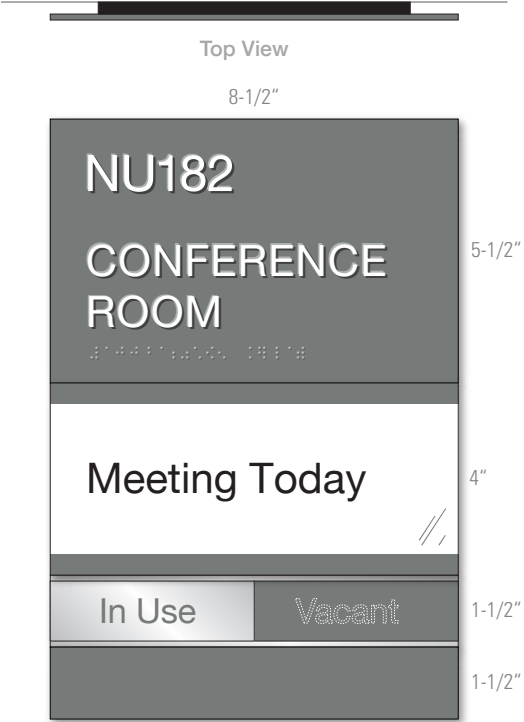 Top View
8-1/2"
NU182
5-1/2"
CONFERENCE
ROOM
Meeting Today
4"
In Use
Vacant
1-1/2"
1-1/2"